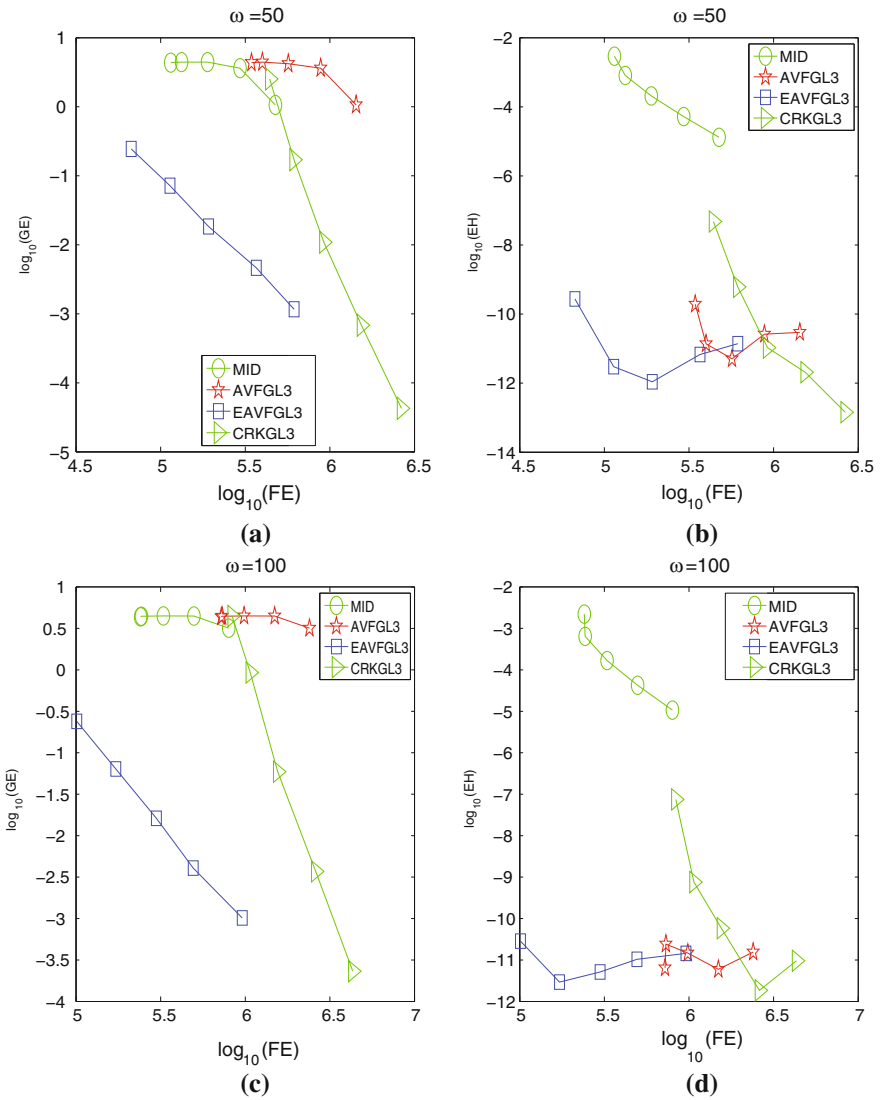 ω =50
1
0
−1
−2
−3
−4
−5
4.5
5
5.5
6
6.5
log10(GE)
log10(FE)
MID
AVFGL3
EAVFGL3
CRKGL3
(a)
ω =50
−2
−4
−6
−8
−10
−12
−14
4.5
5
5.5
6
6.5
log10(EH)
log10(FE)
MID
AVFGL3
EAVFGL3
CRKGL3
(b)
ω =100
1
0.5
0
−0.5
−1
−1.5
−2
−2.5
−3
−3.5
−4
5
5.5
6
6.5
7
log10(GE)
log10(FE)
MID
AVFGL3
EAVFGL3
CRKGL3
(c)
ω =100
−2
−3
−4
−5
−6
−7
−8
−9
−10
−11
−12
5
5.5
6
6.5
7
log10(EH)
log10(FE)
MID
AVFGL3
EAVFGL3
CRKGL3
(d)